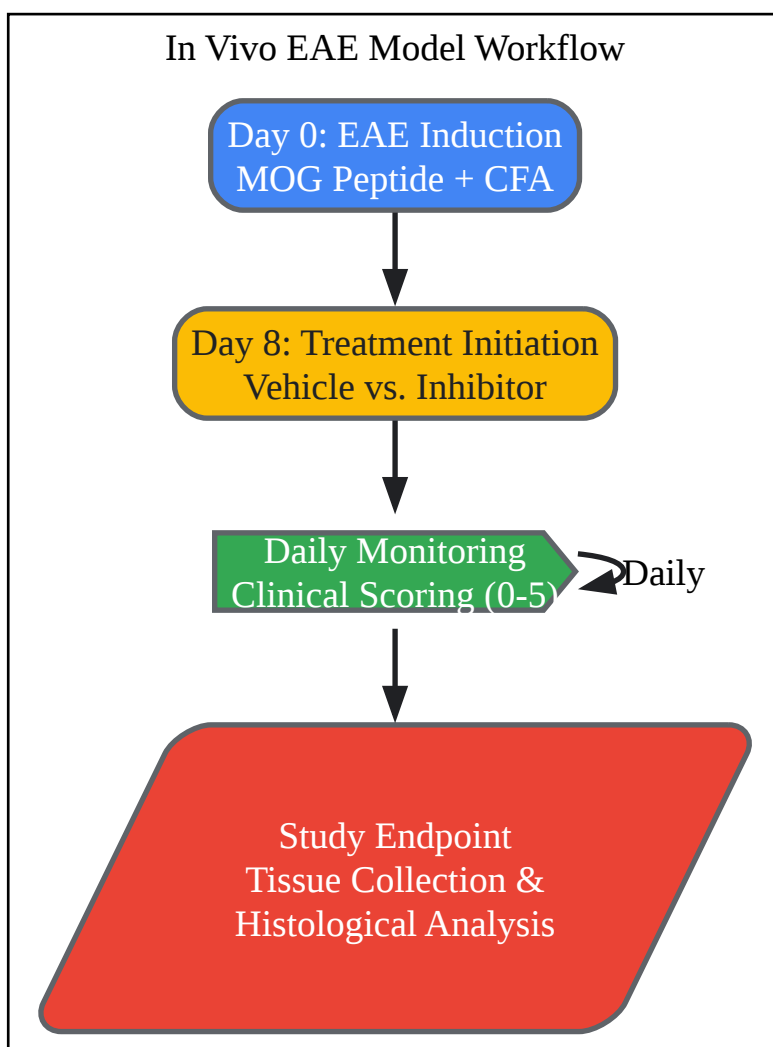 In Vivo EAE Model Workflow
Day 0: EAE Induction
MOG Peptide + CFA
Day 8: Treatment Initiation
Vehicle vs. Inhibitor
Daily Monitoring
Clinical Scoring (0-5)
Daily
Study Endpoint
Tissue Collection &
Histological Analysis